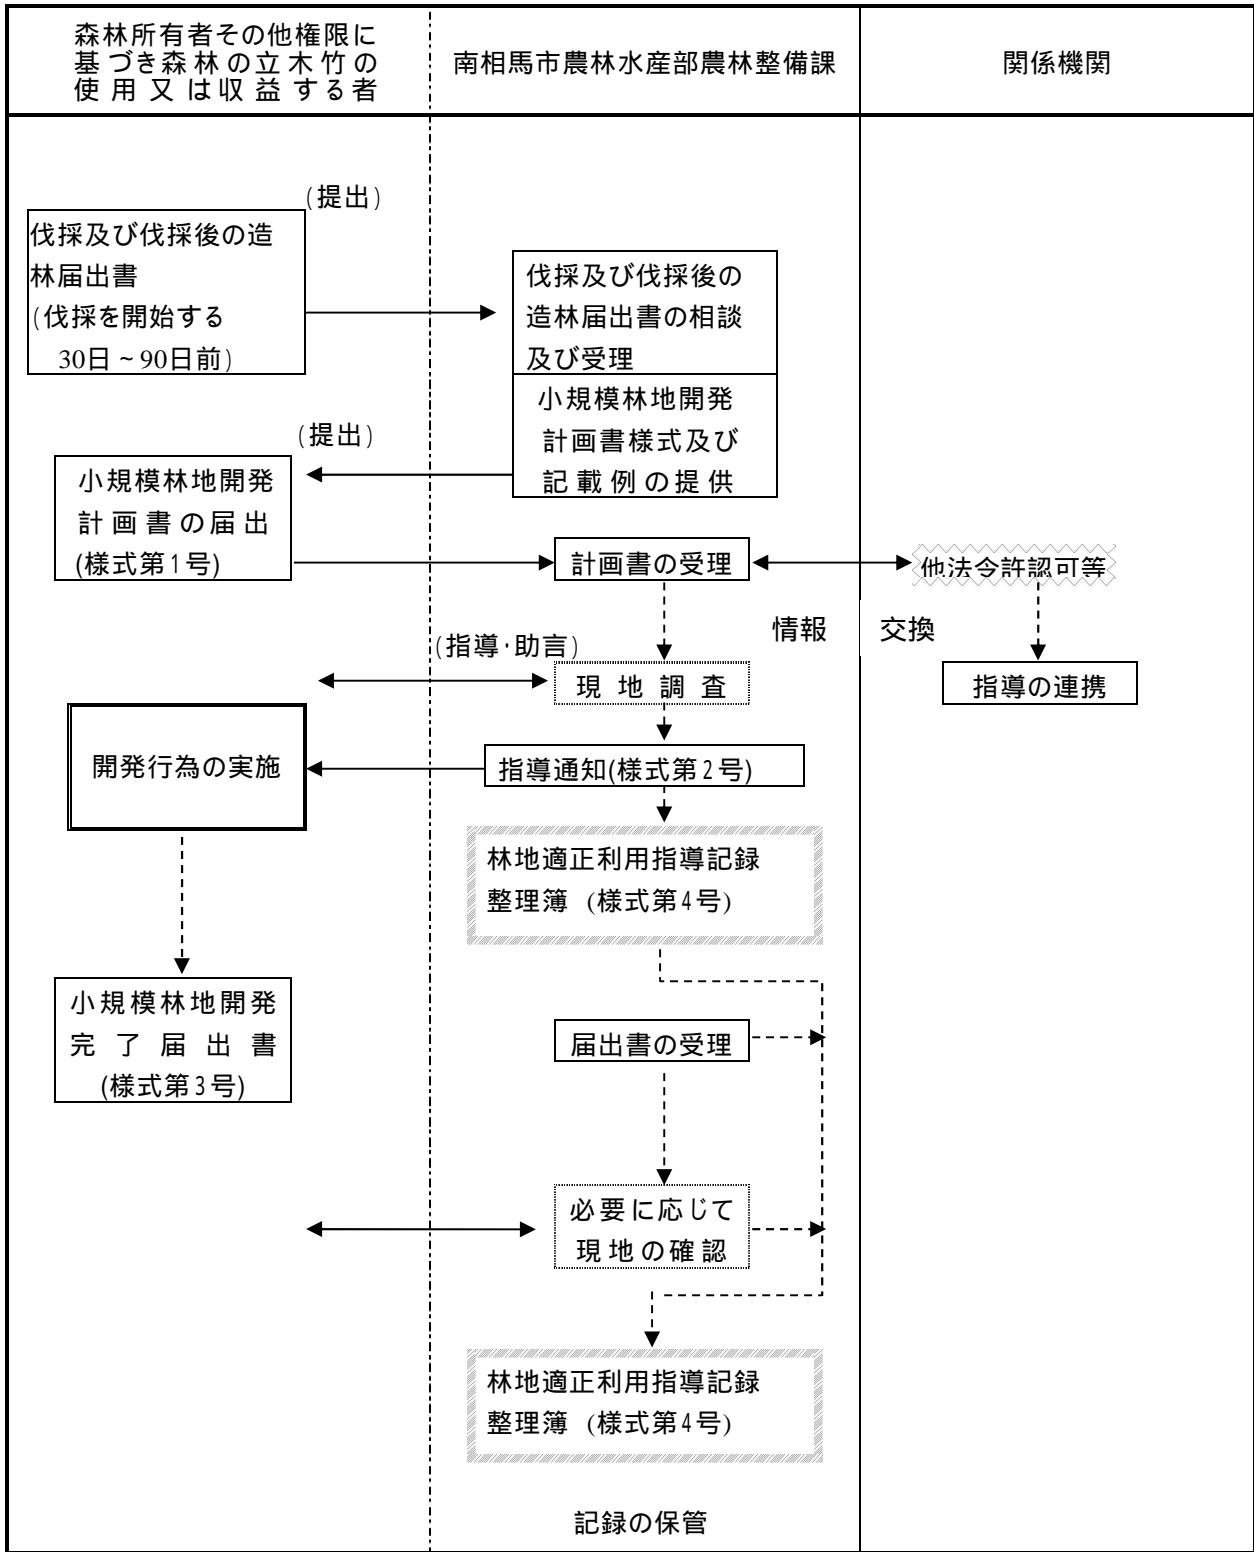 森林所有者その他権限に
基づき森林の立木竹の
使用又は収益する者
南相馬市農林水産部農林整備課
関係機関
(提出)
伐採及び伐採後の造
林届出書
(伐採を開始する
30日~90日前)
伐採及び伐採後の
造林届出書の相談
及び受理
小規模林地開発
計画書様式及び
記載例の提供
(提出)
小規模林地開発
計画書の届出
(様式第1号)
計画書の受理
他法令許認可等
情報 交換
(指導・助言)
現地調査
指導の連携
開発行為の実施
指導通知(様式第2号)
林地適正利用指導記録
整理簿 (様式第4号)
小規模林地開発
完了届出書
(様式第3号)
届出書の受理
必要に応じて
現地の確認
林地適正利用指導記録
整理簿 (様式第4号)
記録の保管